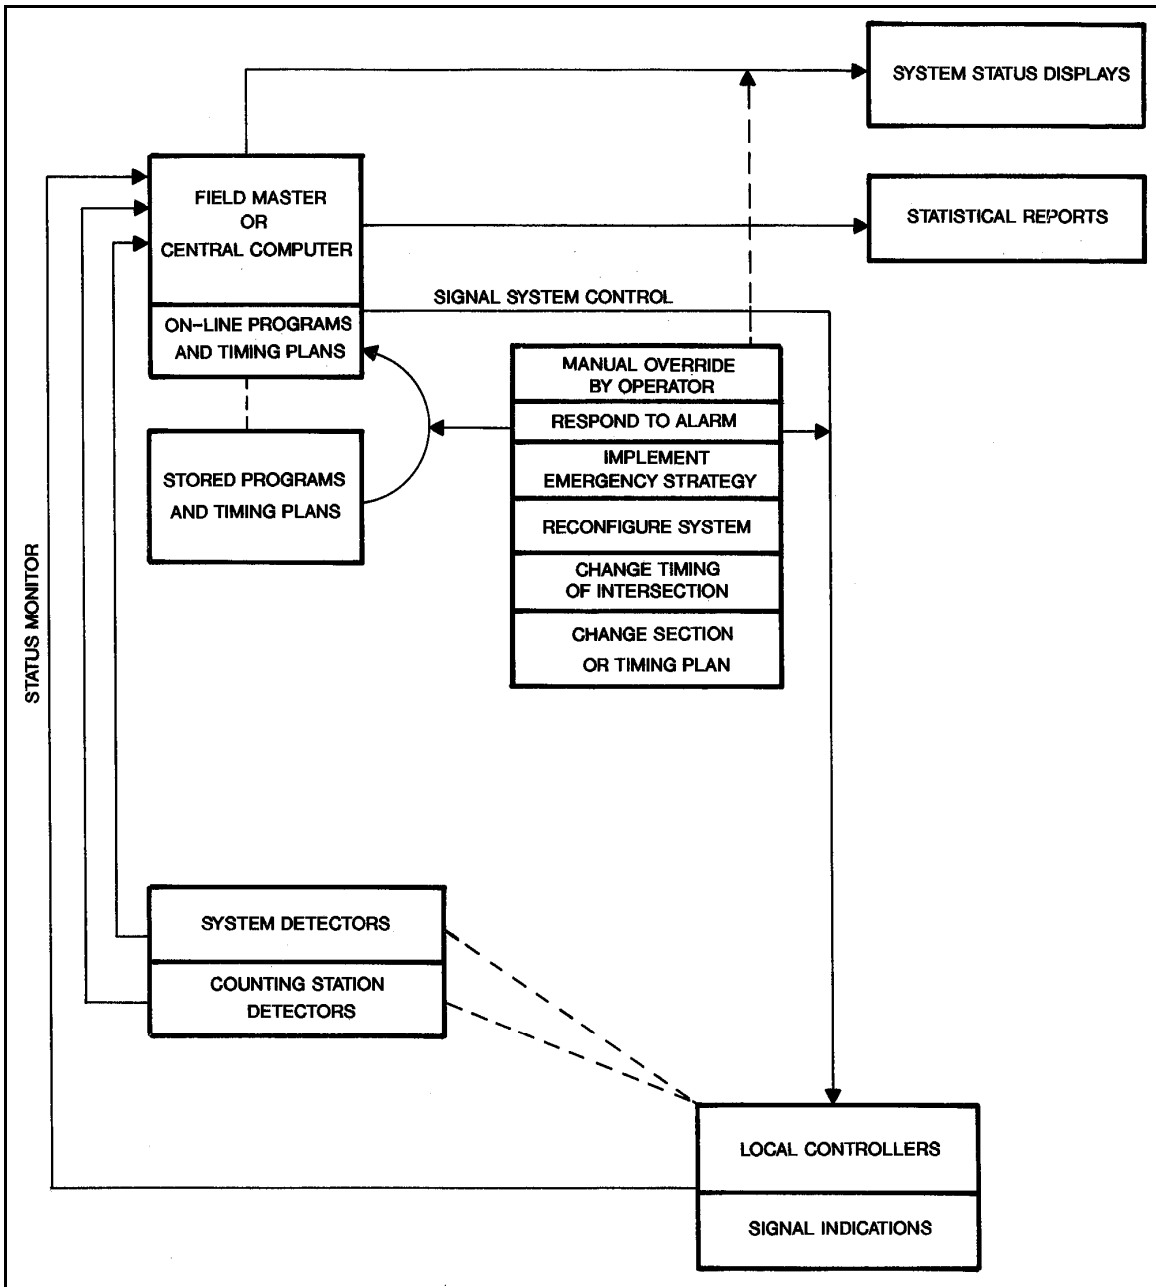 SYSTEM STATUS DISPLAYS
FIELD MASTER
OR
CENTRAL COMPUTER
STATISTICAL REPORTS
SIGNAL SYSTEM CONTROL
ON-LINE PROGRAMS
AND TIMING PLANS
MANUAL OVERRIDE
BY OPERATOR
RESPOND TO ALARM
IMPLEMENT
EMERGENCY STRATEGY
STORED PROGRAMS
AND TIMING PLANS
RECONFIGURE SYSTEM
CHANGE TIMING
OF INTERSECTION
CHANGE SECTION
OR TIMING PLAN
STATUS MONITOR
SYSTEM DETECTORS
COUNTING STATION
DETECTORS
LOCAL CONTROLLERS
SIGNAL INDICATIONS